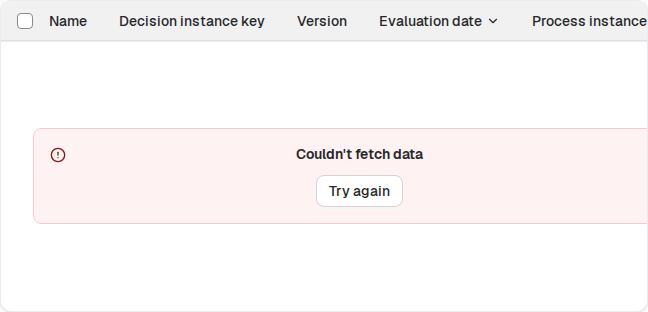 Name Decision instance key Version Evaluation date Process instance
Couldn't fetch data
Try again